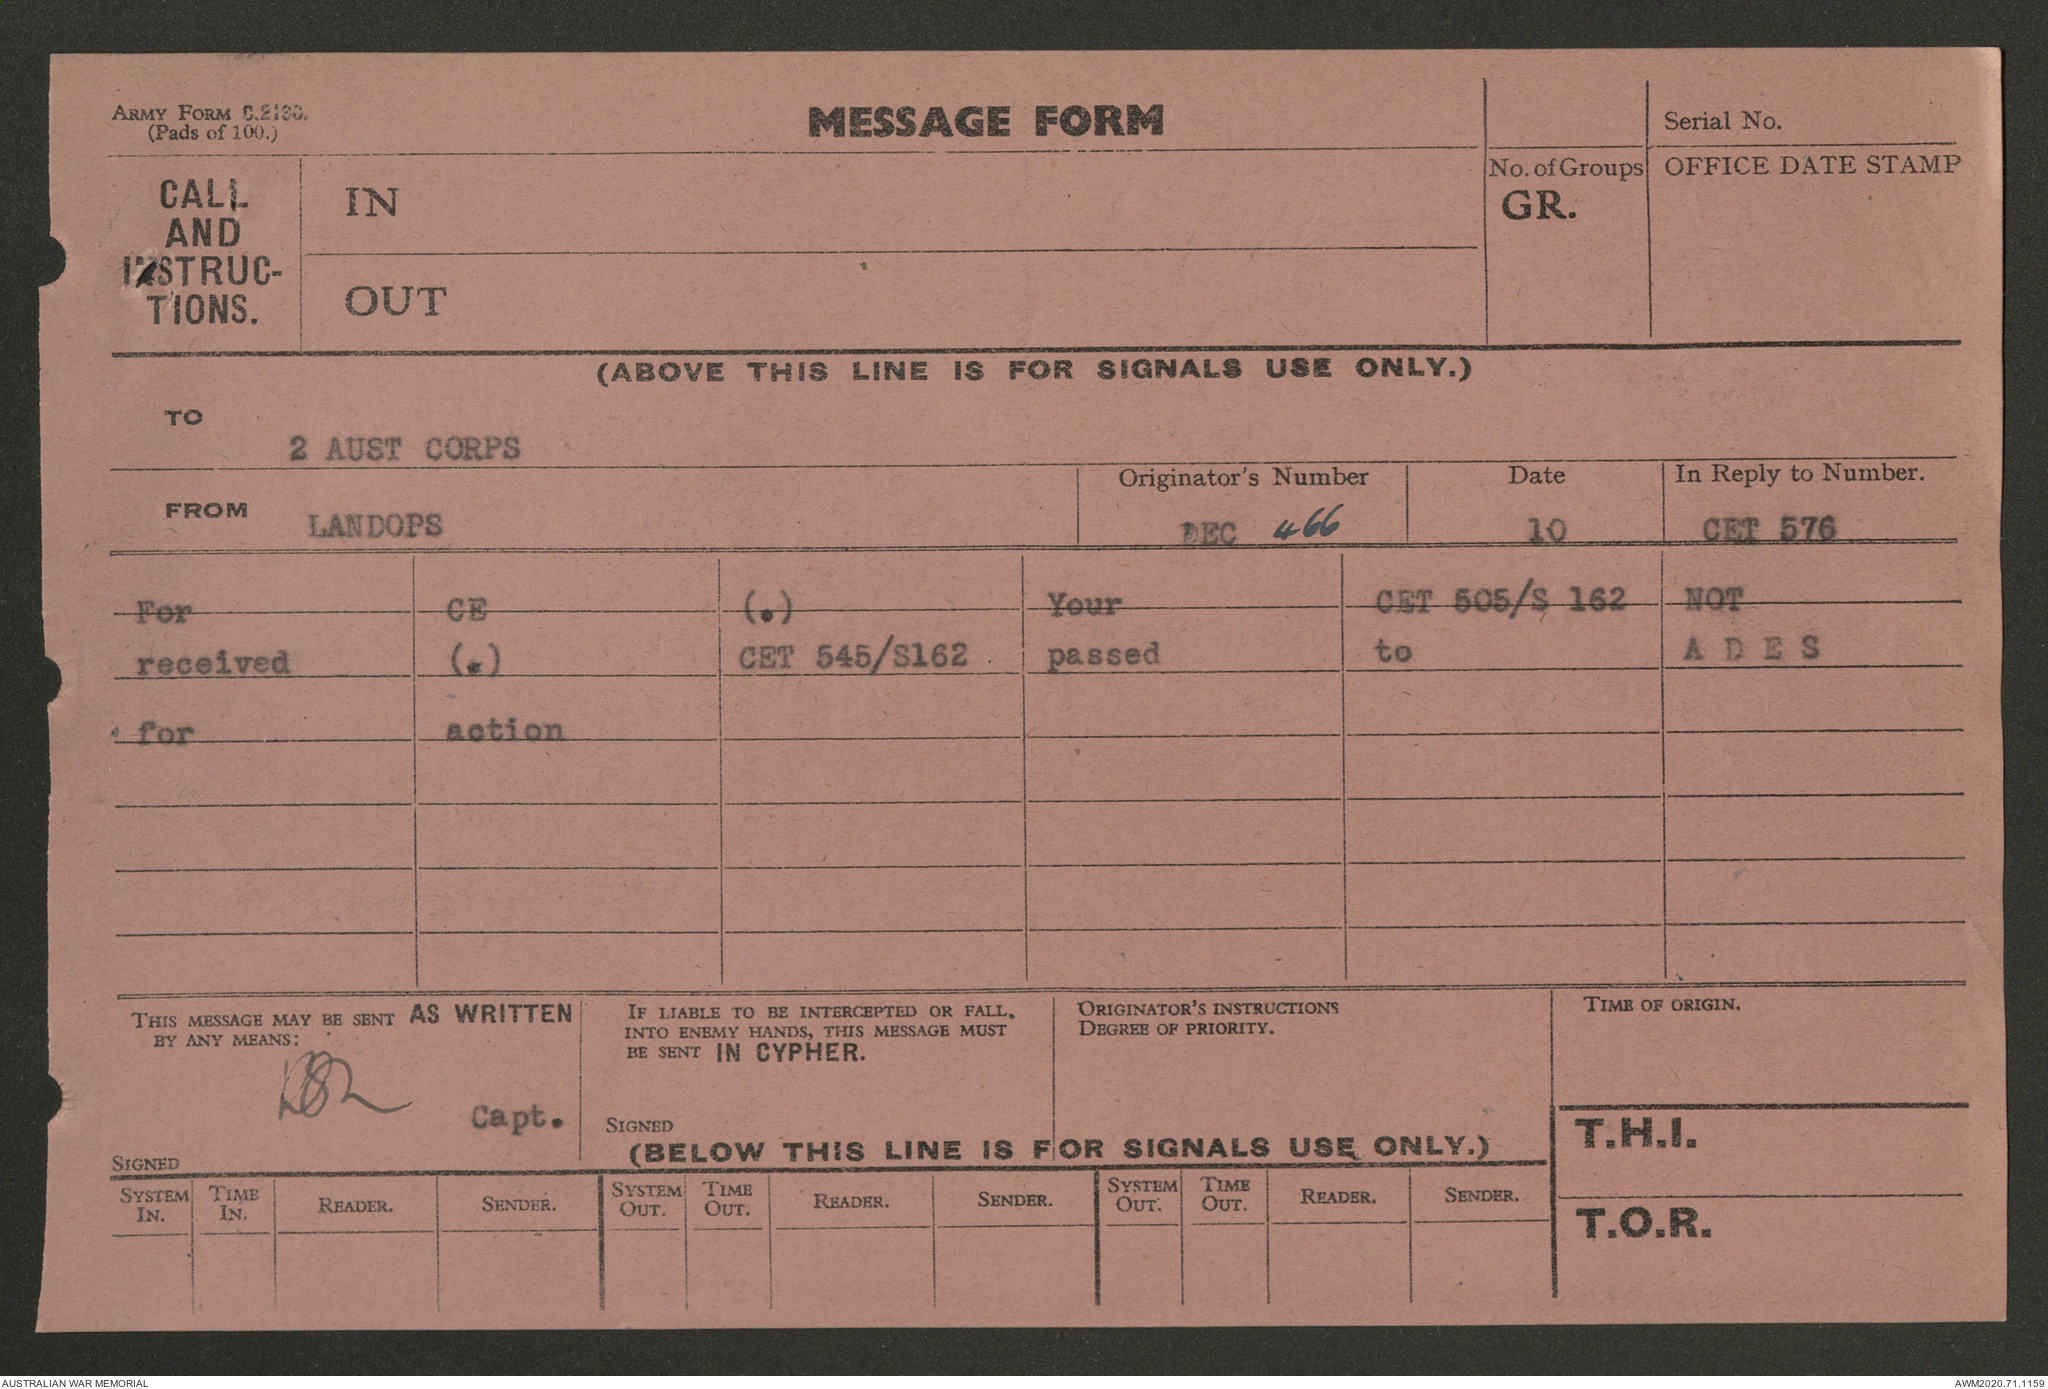 ARMY FORM C.2130.
(Pads of 100.)
MESSAGE FORM
Serial No.
CALL AND INSTRUC-TIONS.
IN
OUT
No. of Groups
GR.
OFFICE DATE STAMP
(ABOVE THIS LINE IS FOR SIGNALS USE ONLY.)
TO
2 AUST CORPS
FROM
LANDOPS
Originator's Number
DEC 466
Date
10
In Reply to Number.
CET 576
For CE (.) Your CET 505/S 162 NOT
received (.) CET 545/S162 passed to A D E S
for action
THIS MESSAGE MAY BE SENT AS WRITTEN
BY ANY MEANS:
Capt.
SIGNED
IF LIABLE TO BE INTERCEPTED OR FALL.
INTO ENEMY HANDS, THIS MESSAGE MUST
BE SENT IN CYPHER.
SIGNED
ORIGINATOR'S INSTRUCTIONS
DEGREE OF PRIORITY.
TIME OF ORIGIN.
(BELOW THIS LINE IS FOR SIGNALS USE ONLY.)
T.H.I.
T.O.R.
SYSTEM IN. TIME IN. READER. SENDER. SYSTEM OUT. TIME OUT. READER. SENDER. SYSTEM OUT. TIME OUT. READER. SENDER.
AUSTRALIAN WAR MEMORIAL
AWM2020.71.1159